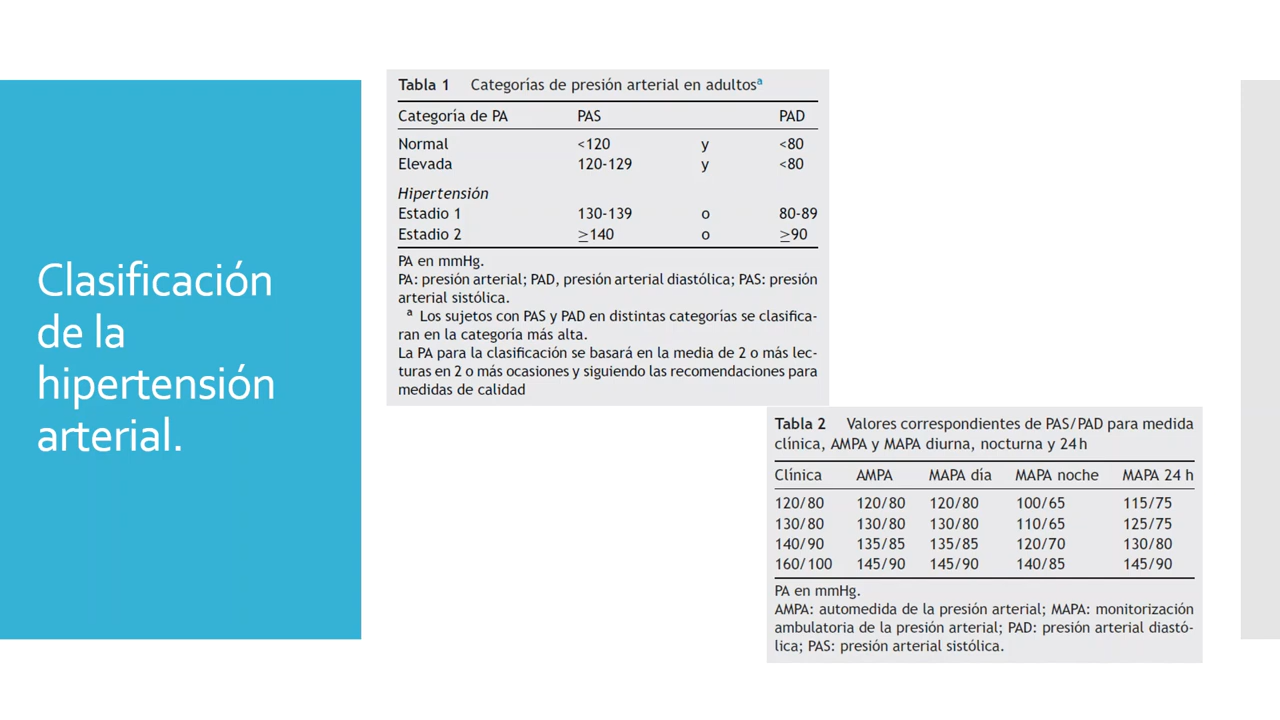 Clasificación
de la
hipertensión
arterial.
Tabla 1 Categorías de presión arterial en adultosa
Categoría de PA PAS PAD
Normal <120 y <80
Elevada 120-129 y <80
Hipertensión
Estadio 1 130-139 o 80-89
Estadio 2 ≥140 o ≥90
PA en mmHg.
PA: presión arterial; PAD, presión arterial diastólica; PAS: presión
arterial sistólica.
a Los sujetos con PAS y PAD en distintas categorías se clasifica-
ran en la categoría más alta.
La PA para la clasificación se basará en la media de 2 o más lec-
turas en 2 o más ocasiones y siguiendo las recomendaciones para
medidas de calidad
Tabla 2 Valores correspondientes de PAS/PAD para medida
clínica, AMPA y MAPA diurna, nocturna y 24 h
Clínica AMPA MAPA día MAPA noche MAPA 24 h
120/80 120/80 120/80 100/65 115/75
130/80 130/80 130/80 110/65 125/75
140/90 135/85 135/85 120/70 130/80
160/100 145/90 145/90 140/85 145/90
PA en mmHg.
AMPA: automedida de la presión arterial; MAPA: monitorización
ambulatoria de la presión arterial; PAD: presión arterial diastó-
lica; PAS: presión arterial sistólica.